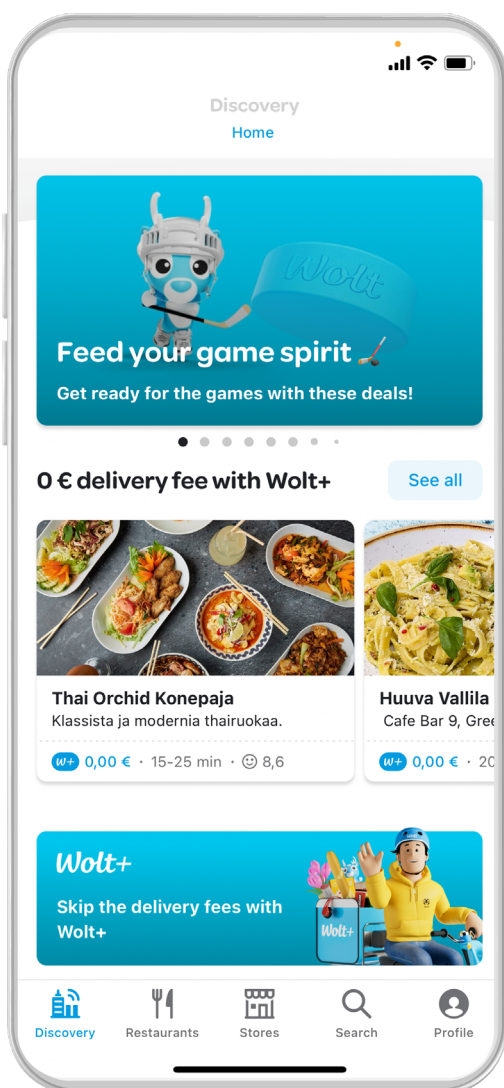 Discovery
Home
Wolt
Feed your game spirit
Get ready for the games with these deals!
0 € delivery fee with Wolt+
See all
Thai Orchid Konepaja
Klassista ja modernia thairuokaa.
W+ 0,00 € · 15-25 min · 8,6
Huuva Vallila
Cafe Bar 9, Gree
W+ 0,00 € · 20
Wolt+
Skip the delivery fees with
Wolt+
Wolt+
Discovery
Restaurants
Stores
Search
Profile